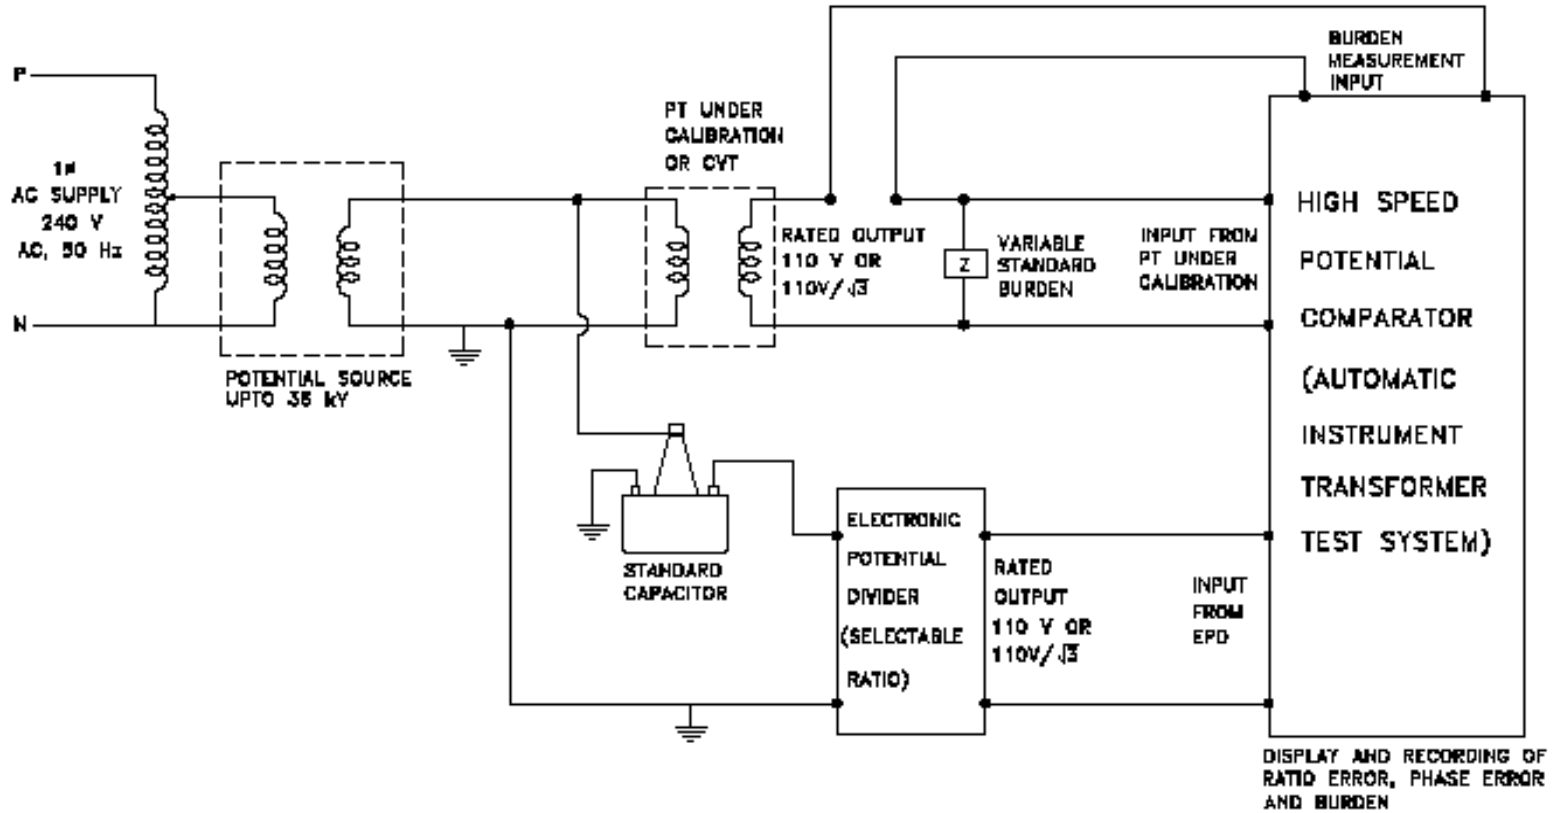 P
1ø
AC SUPPLY
240 V
AC, 50 Hz
N
POTENTIAL SOURCE
UPTO 35 kV
PT UNDER
CALIBRATION
OR CVT
RATED OUTPUT
110 V OR
110V/√3
Z
VARIABLE
STANDARD
BURDEN
INPUT FROM
PT UNDER
CALIBRATION
BURDEN
MEASUREMENT
INPUT
HIGH SPEED
POTENTIAL
COMPARATOR
(AUTOMATIC
INSTRUMENT
TRANSFORMER
TEST SYSTEM)
STANDARD
CAPACITOR
ELECTRONIC
POTENTIAL
DIVIDER
(SELECTABLE
RATIO)
RATED
OUTPUT
110 V OR
110V/√3
INPUT
FROM
EPD
DISPLAY AND RECORDING OF
RATIO ERROR, PHASE ERROR
AND BURDEN